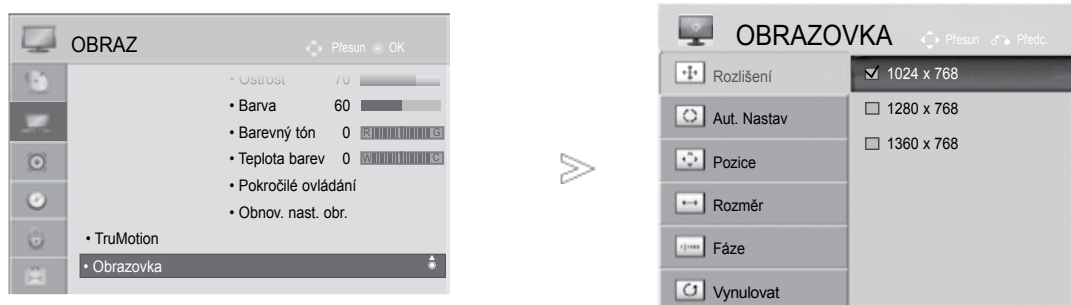 OBRAZ
Přesun OK
• Ostrost 70
• Barva 60
• Barevný tón 0 R G
• Teplota barev 0 W C
• Pokročilé ovládání
• Obnov. nast. obr.
• TruMotion
• Obrazovka
OBRAZOVKA
Přesun Předc.
Rozlišení
Aut. Nastav
Pozice
Rozměr
Fáze
Vynulovat
1024 x 768
1280 x 768
1360 x 768